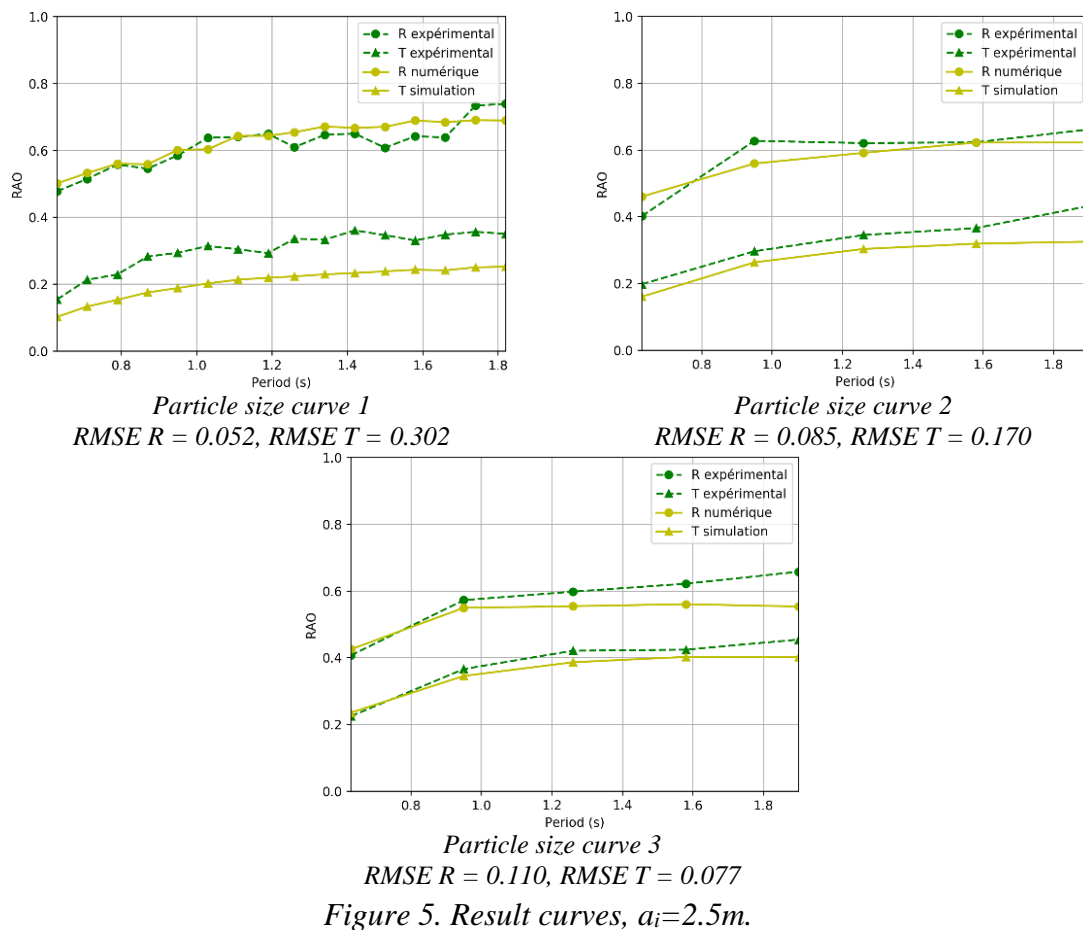 1.0
0.8
0.6
0.4
0.2
0.0
RAO
0.8 1.0 1.2 1.4 1.6 1.8
Period (s)
R expérimental
T expérimental
R numérique
T simulation
Particle size curve 1
RMSE R = 0.052, RMSE T = 0.302
1.0
0.8
0.6
0.4
0.2
0.0
RAO
0.8 1.0 1.2 1.4 1.6 1.8
Period (s)
R expérimental
T expérimental
R numérique
T simulation
Particle size curve 2
RMSE R = 0.085, RMSE T = 0.170
1.0
0.8
0.6
0.4
0.2
0.0
RAO
0.8 1.0 1.2 1.4 1.6 1.8
Period (s)
R expérimental
T expérimental
R numérique
T simulation
Particle size curve 3
RMSE R = 0.110, RMSE T = 0.077
Figure 5. Result curves, aᵢ=2.5m.